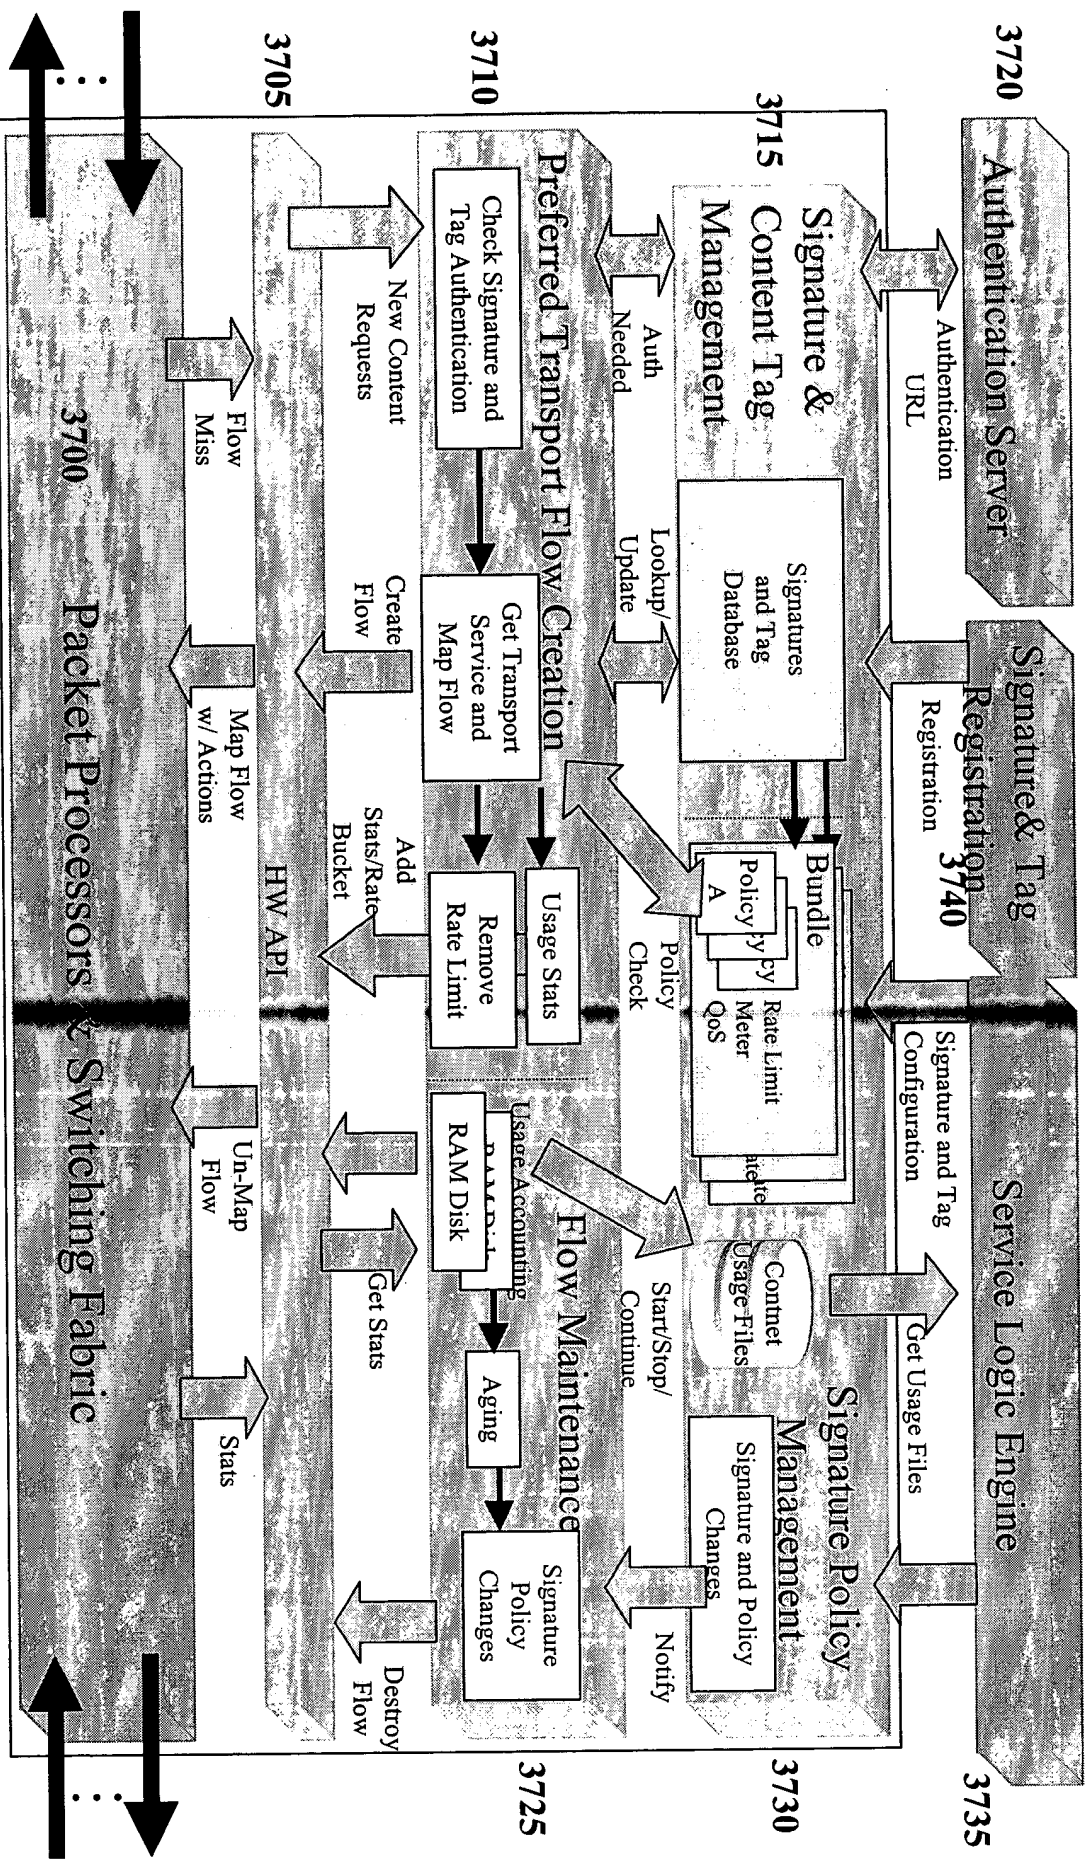 3720
Authentication Server
Signature& Tag
Registration
3740
Service Logic Engine
3735
Authentication
URL
Registration
Signature and Tag
Configuration
Get Usage Files
3715
Signature &
Content Tag
Management
Signatures
and Tag
Database
Bundle
Policy
A
cy
cy
Rate Limit
Meter
QoS
Contnet
Usage Files
Signature Policy
Management
Signature and Policy
Changes
3730
Auth
Needed
Lookup/
Update
Policy
Check
Start/Stop/
Continue
Notify
3710
Preferred Transport Flow Creation
Check Signature and
Tag Authentication
Get Transport
Service and
Map Flow
Usage Stats
Remove
Rate Limit
Flow Maintenance
Usage Accounting
RAM Disk
RAM Disk
Aging
Signature
Policy
Changes
3725
New Content
Requests
Create
Flow
Add
Stats/Rate
Bucket
Get Stats
Destroy
Flow
3705
HW API
Flow
Miss
Map Flow
w/ Actions
Un-Map
Flow
Stats
3700
Packet Processors & Switching Fabric